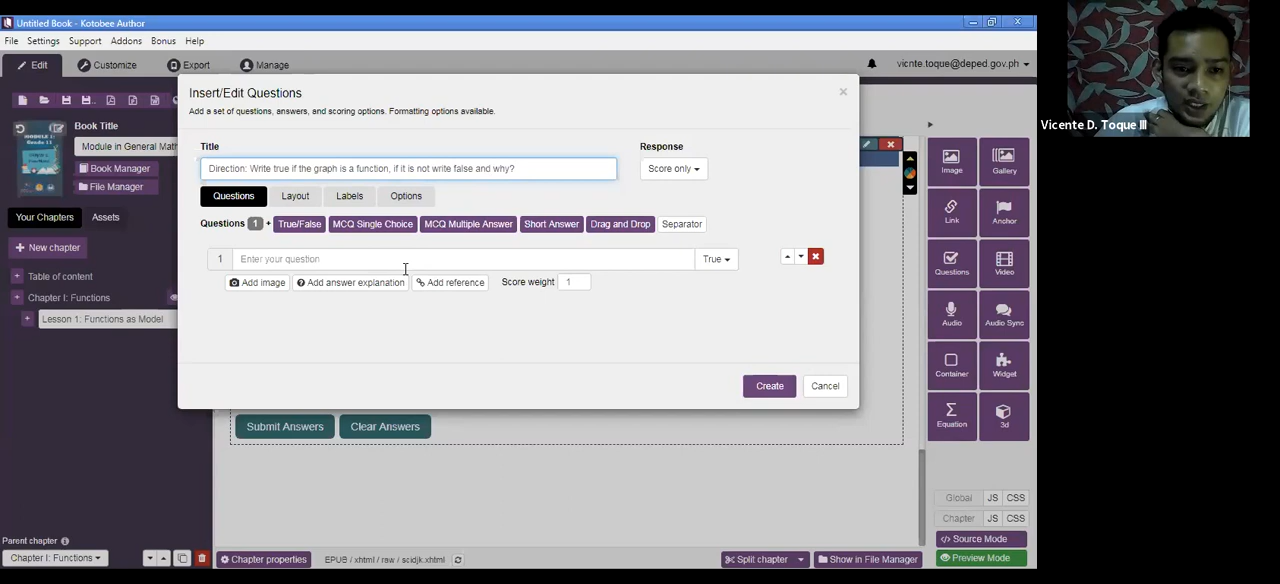 Untitled Book - Kotobee Author
File Settings Support Addons Bonus Help
Edit Customize Export Manage
vicnte.toque@deped.gov.ph
Book Title
Module in General Math
Book Manager
File Manager
Your Chapters Assets
+ New chapter
Table of content
Chapter I: Functions
Lesson 1: Functions as Model
Insert/Edit Questions
Add a set of questions, answers, and scoring options. Formatting options available.
Title
Response
Direction: Write true if the graph is a function, if it is not write false and why?
Score only
Questions Layout Labels Options
Questions 1 + True/False MCQ Single Choice MCQ Multiple Answer Short Answer Drag and Drop Separator
1 Enter your question True
Add image Add answer explanation Add reference Score weight 1
Create Cancel
Submit Answers Clear Answers
Image Gallery
Link Anchor
Questions Video
Audio Audio Sync
Container Widget
Equation 3d
Global JS CSS
Chapter JS CSS
Source Mode
Preview Mode
Parent chapter
Chapter I: Functions
Chapter properties EPUB / xhtml / raw / scidjk.xhtml Split chapter Show in File Manager
Vicente D. Toque III